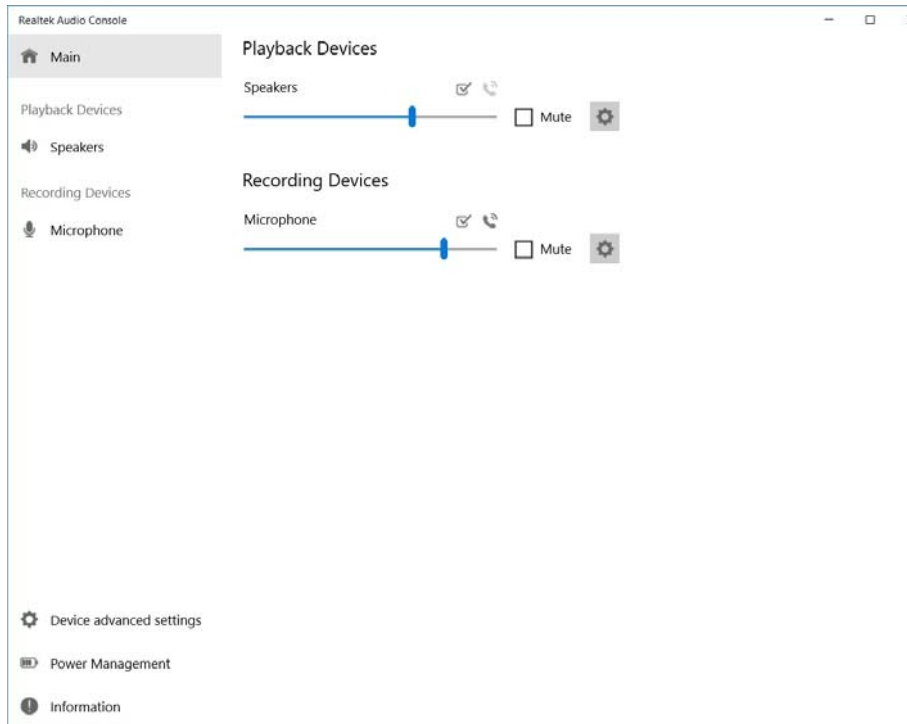 Realtek Audio Console
Main
Playback Devices
Speakers
Recording Devices
Microphone
Device advanced settings
Power Management
Information
Playback Devices
Speakers
Mute
Recording Devices
Microphone
Mute